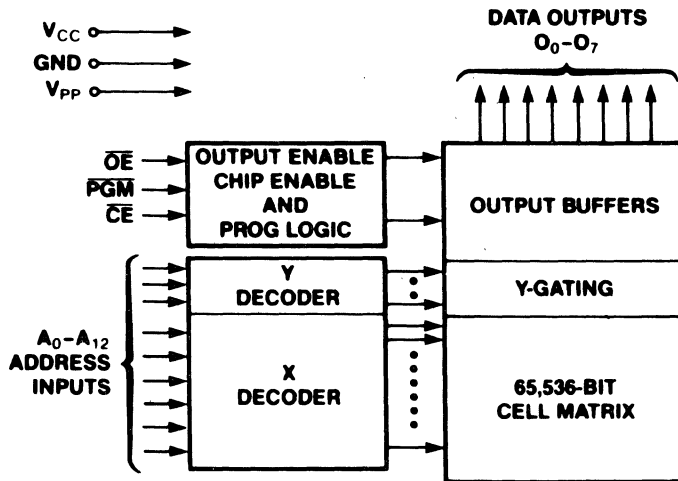 DATA OUTPUTS
O0–O7
VCC
GND
VPP
OE
PGM
CE
OUTPUT ENABLE
CHIP ENABLE
AND
PROG LOGIC
OUTPUT BUFFERS
Y
DECODER
Y-GATING
A0–A12
ADDRESS
INPUTS
X
DECODER
65,536-BIT
CELL MATRIX